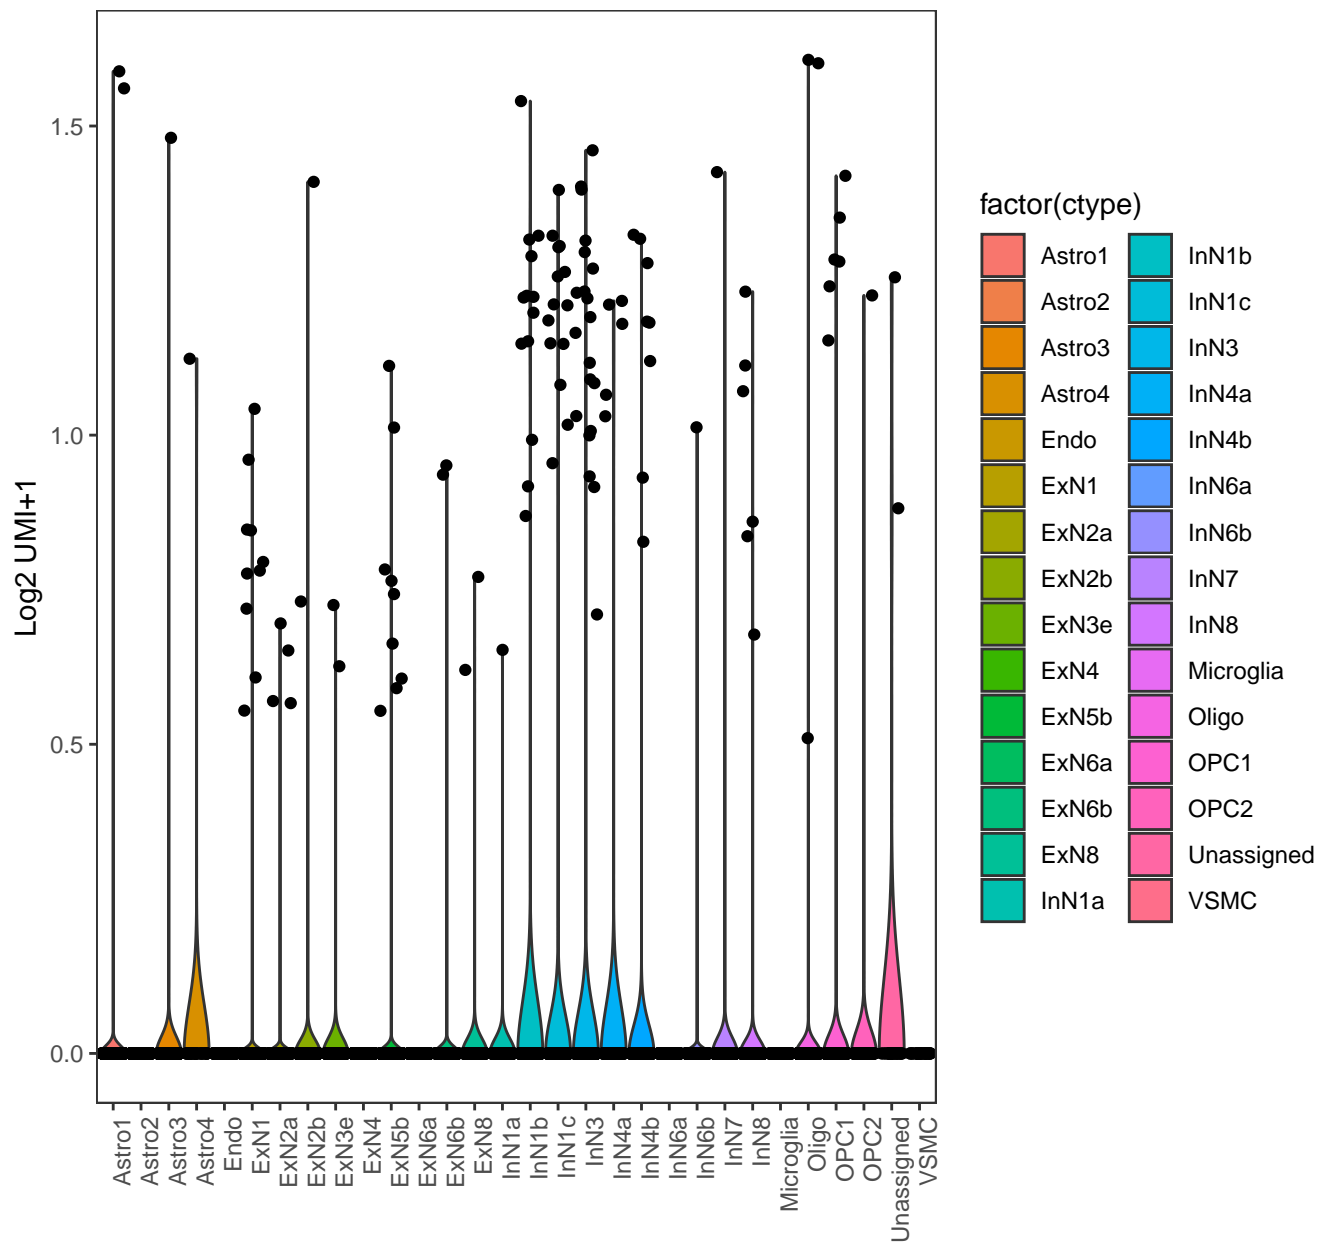 Log2 UMI+1
1.5
1.0
0.5
0.0
Astro1
Astro2
Astro3
Astro4
Endo
ExN1
ExN2a
ExN2b
ExN3e
ExN4
ExN5b
ExN6a
ExN6b
ExN8
InN1a
InN1b
InN1c
InN3
InN4a
InN4b
InN6a
InN6b
InN7
InN8
Microglia
Oligo
OPC1
OPC2
Unassigned
VSMC
factor(ctype)
Astro1
Astro2
Astro3
Astro4
Endo
ExN1
ExN2a
ExN2b
ExN3e
ExN4
ExN5b
ExN6a
ExN6b
ExN8
InN1a
InN1b
InN1c
InN3
InN4a
InN4b
InN6a
InN6b
InN7
InN8
Microglia
Oligo
OPC1
OPC2
Unassigned
VSMC